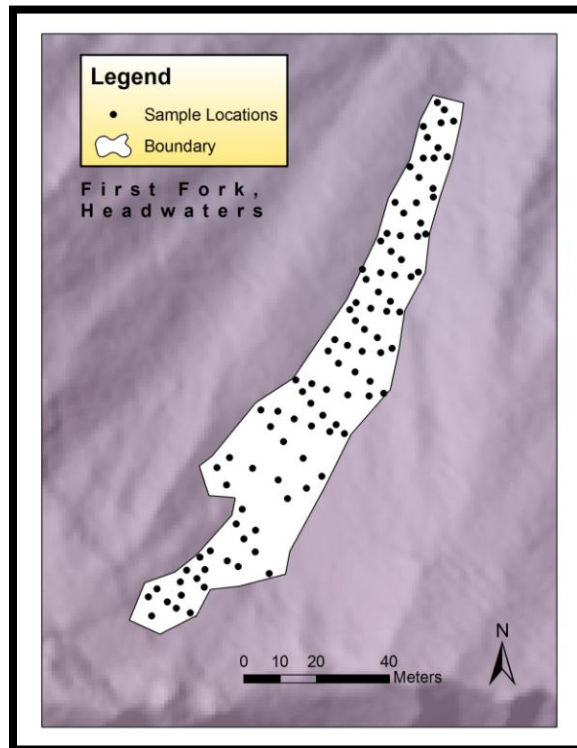 Legend
Sample Locations
Boundary
First Fork,
Headwaters
N
0 10 20 40
Meters